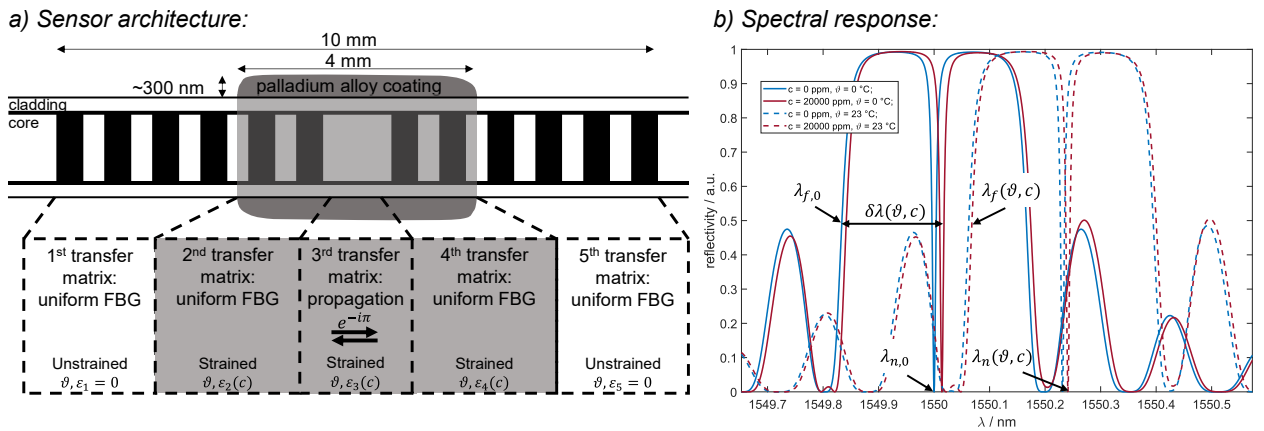 a) Sensor architecture:
10 mm
4 mm
~300 nm
palladium alloy coating
cladding
core
1st transfer
matrix:
uniform FBG
Unstrained
ϑ, ε₁ = 0
2nd transfer
matrix:
uniform FBG
Strained
ϑ, ε₂(c)
3rd transfer
matrix:
propagation
e^{−iπ}
Strained
ϑ, ε₃(c)
4th transfer
matrix:
uniform FBG
Strained
ϑ, ε₄(c)
5th transfer
matrix:
uniform FBG
Unstrained
ϑ, ε₅ = 0
b) Spectral response:
c = 0 ppm, ϑ = 0 °C;
c = 20000 ppm, ϑ = 0 °C;
c = 0 ppm, ϑ = 23 °C;
c = 20000 ppm, ϑ = 23 °C
λ_{f,0}
δλ(ϑ, c)
λ_f(ϑ, c)
λ_{n,0}
λ_n(ϑ, c)
reflectivity / a.u.
1
0.9
0.8
0.7
0.6
0.5
0.4
0.3
0.2
0.1
0
1549.7 1549.8 1549.9 1550 1550.1 1550.2 1550.3 1550.4 1550.5
λ / nm